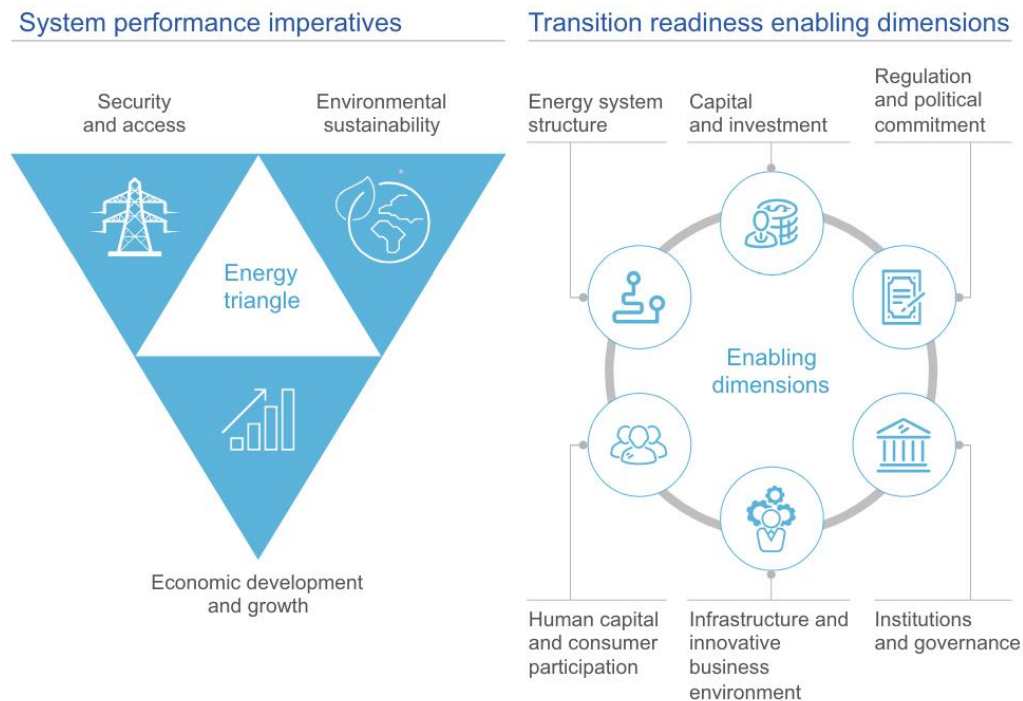 System performance imperatives
Security
and access
Environmental
sustainability
Energy
triangle
Economic development
and growth
Transition readiness enabling dimensions
Energy system
structure
Capital
and investment
Regulation
and political
commitment
Enabling
dimensions
Human capital
and consumer
participation
Infrastructure and
innovative
business
environment
Institutions
and governance